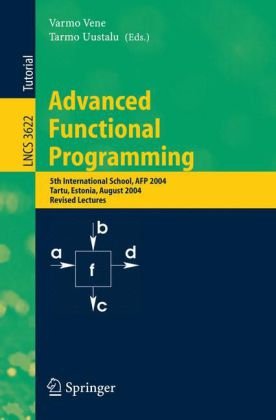 Varmo Vene
Tarmo Uustalu (Eds.)
Tutorial
LNCS 3622
Advanced
Functional
Programming
5th International School, AFP 2004
Tartu, Estonia, August 2004
Revised Lectures
b
a
d
f
c
Springer